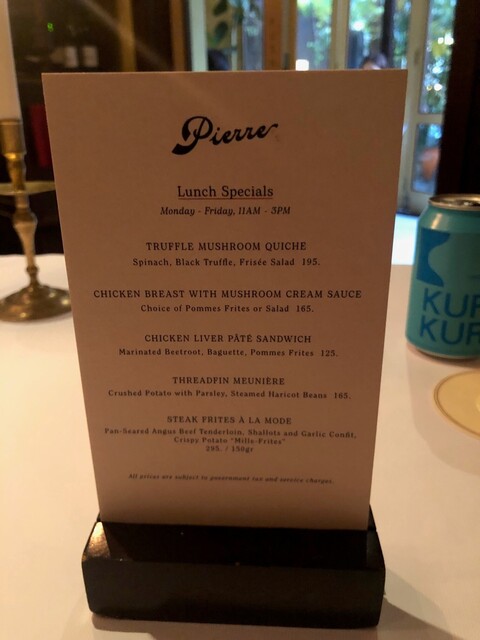 Pierre
Lunch Specials
Monday - Friday, 11AM - 5PM
TRUFFLE MUSHROOM QUICHE
Spinach, Black Truffle, Frisée Salad 195.
CHICKEN BREAST WITH MUSHROOM CREAM SAUCE
Choice of Pommes Frites or Salad 165.
CHICKEN LIVER PÂTÉ SANDWICH
Marinated Beetroot, Baguette, Pommes Frites 125.
THREADFIN MEUNIÈRE
Crushed Potato with Parsley, Steamed Haricot Beans 165.
STEAK FRITES À LA MODE
Pan-Seared Angus Beef Tenderloin, Shallots and Garlic Confit,
Crispy Potato "Mille-Frites"
295. / 150gr
All prices are subject to government tax and service charges.
KUR
KUR